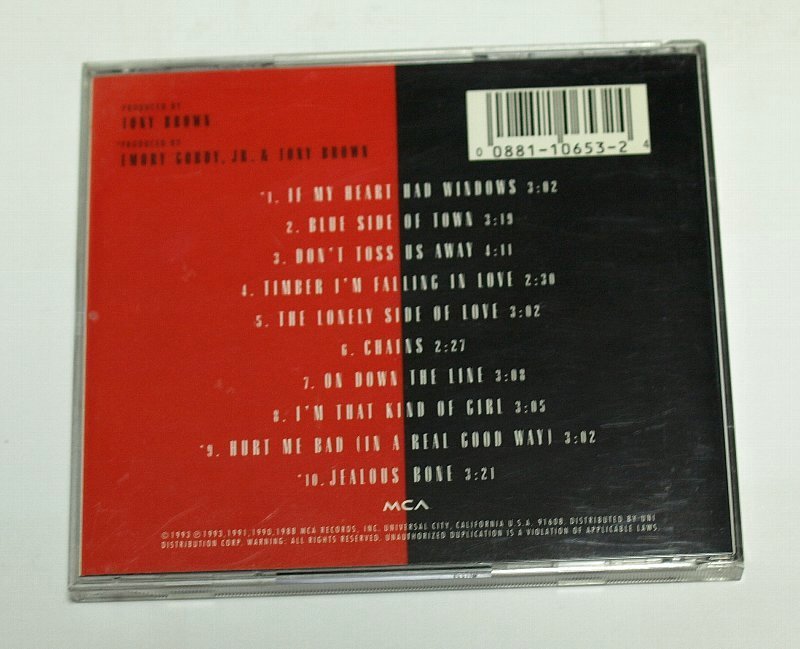 PRODUCED BY
TONY BROWN
*PRODUCED BY
EMORY GORDY, JR. & TONY BROWN
0 0881-10653-2 4
*1. IF MY HEART HAD WINDOWS 3:02
2. BLUE SIDE OF TOWN 3:19
3. DON'T TOSS US AWAY 4:11
4. TIMBER I'M FALLING IN LOVE 2:30
5. THE LONELY SIDE OF LOVE 3:02
6. CHAINS 2:27
7. ON DOWN THE LINE 3:08
8. I'M THAT KIND OF GIRL 3:05
*9. HURT ME BAD (IN A REAL GOOD WAY) 3:02
*10. JEALOUS BONE 3:21
MCA
©1993 ℗1993,1991,1990,1988 MCA RECORDS, INC. UNIVERSAL CITY, CALIFORNIA U.S.A. 91608. DISTRIBUTED BY UNI
DISTRIBUTION CORP. WARNING: ALL RIGHTS RESERVED. UNAUTHORIZED DUPLICATION IS A VIOLATION OF APPLICABLE LAWS.